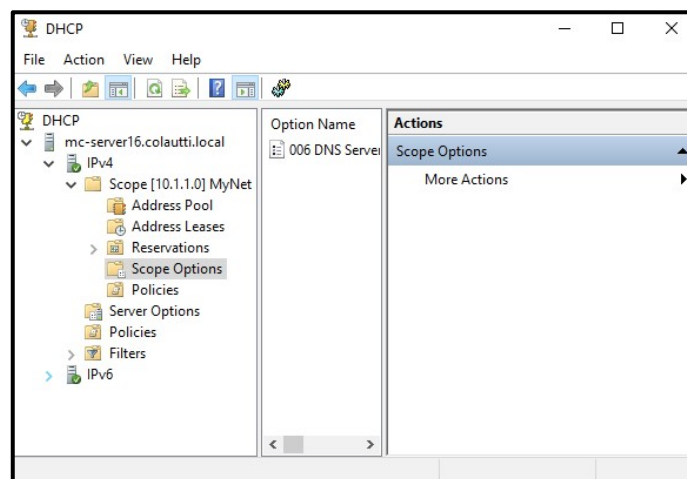 DHCP
File Action View Help
DHCP
mc-server16.colautti.local
IPv4
Scope [10.1.1.0] MyNet
Address Pool
Address Leases
Reservations
Scope Options
Policies
Server Options
Policies
Filters
IPv6
Option Name
006 DNS Server
Actions
Scope Options
More Actions